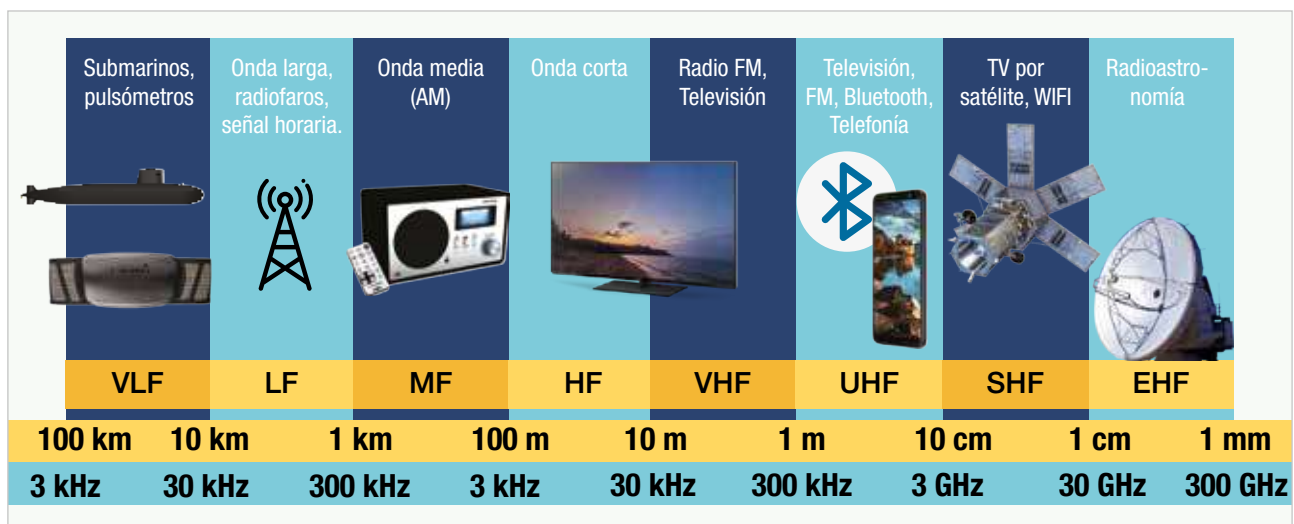 Submarinos,
pulsómetros
Onda larga,
radiofaros,
señal horaria.
Onda media
(AM)
Onda corta
Radio FM,
Televisión
Televisión,
FM, Bluetooth,
Telefonía
TV por
satélite, WIFI
Radioastro-
nomía
VLF LF MF HF VHF UHF SHF EHF
100 km 10 km 1 km 100 m 10 m 1 m 10 cm 1 cm 1 mm
3 kHz 30 kHz 300 kHz 3 kHz 30 kHz 300 kHz 3 GHz 30 GHz 300 GHz